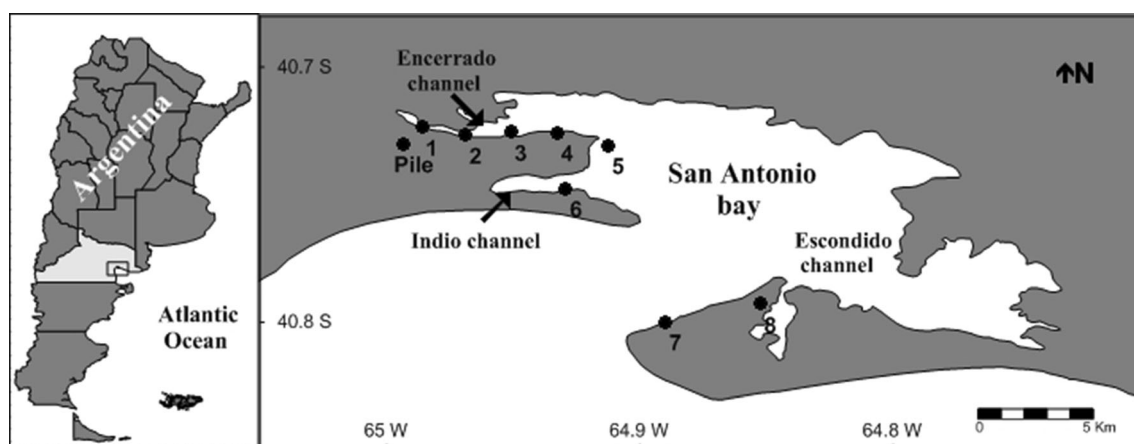 Argentina
Atlantic
Ocean
40.7 S
Encerrado
channel
N
1
2
3
4
5
Pile
6
San Antonio
bay
Indio channel
Escondido
channel
40.8 S
7
8
65 W
64.9 W
64.8 W
0
5 Km